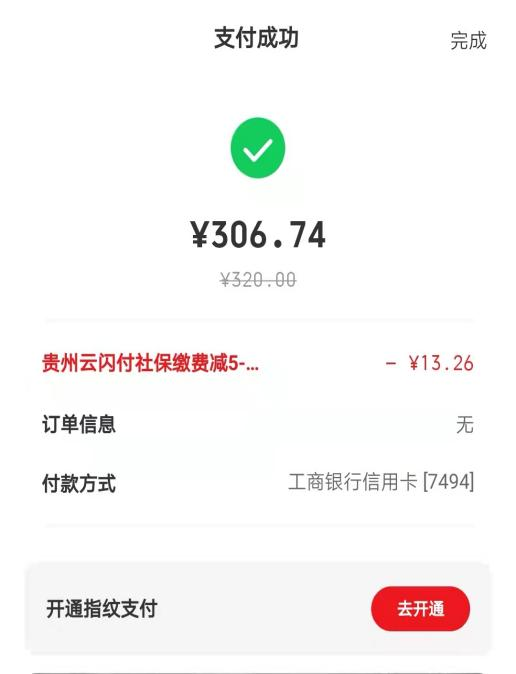 支付成功
完成
¥306.74
¥320.00
贵州云闪付社保缴费减5-...
- ¥13.26
订单信息
无
付款方式
工商银行信用卡 [7494]
开通指纹支付
去开通